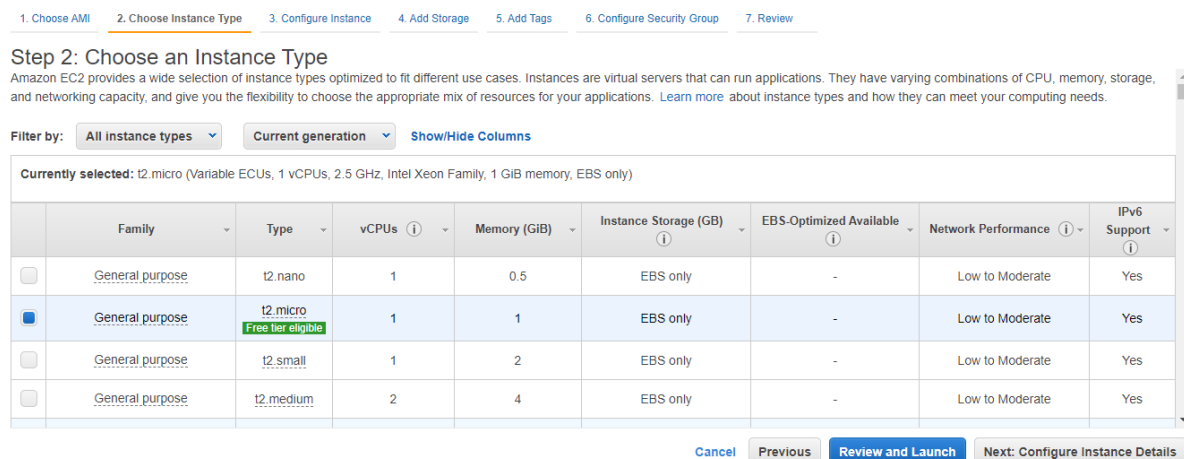 1. Choose AMI 2. Choose Instance Type 3. Configure Instance 4. Add Storage 5. Add Tags 6. Configure Security Group 7. Review
Step 2: Choose an Instance Type
Amazon EC2 provides a wide selection of instance types optimized to fit different use cases. Instances are virtual servers that can run applications. They have varying combinations of CPU, memory, storage,
and networking capacity, and give you the flexibility to choose the appropriate mix of resources for your applications. Learn more about instance types and how they can meet your computing needs.
Filter by: All instance types Current generation Show/Hide Columns
Currently selected: t2.micro (Variable ECUs, 1 vCPUs, 2.5 GHz, Intel Xeon Family, 1 GiB memory, EBS only)
Family Type vCPUs i Memory (GiB) Instance Storage (GB) i EBS-Optimized Available i Network Performance i IPv6 Support i
General purpose t2.nano 1 0.5 EBS only - Low to Moderate Yes
General purpose t2.micro Free tier eligible 1 1 EBS only - Low to Moderate Yes
General purpose t2.small 1 2 EBS only - Low to Moderate Yes
General purpose t2.medium 2 4 EBS only - Low to Moderate Yes
Cancel Previous Review and Launch Next: Configure Instance Details